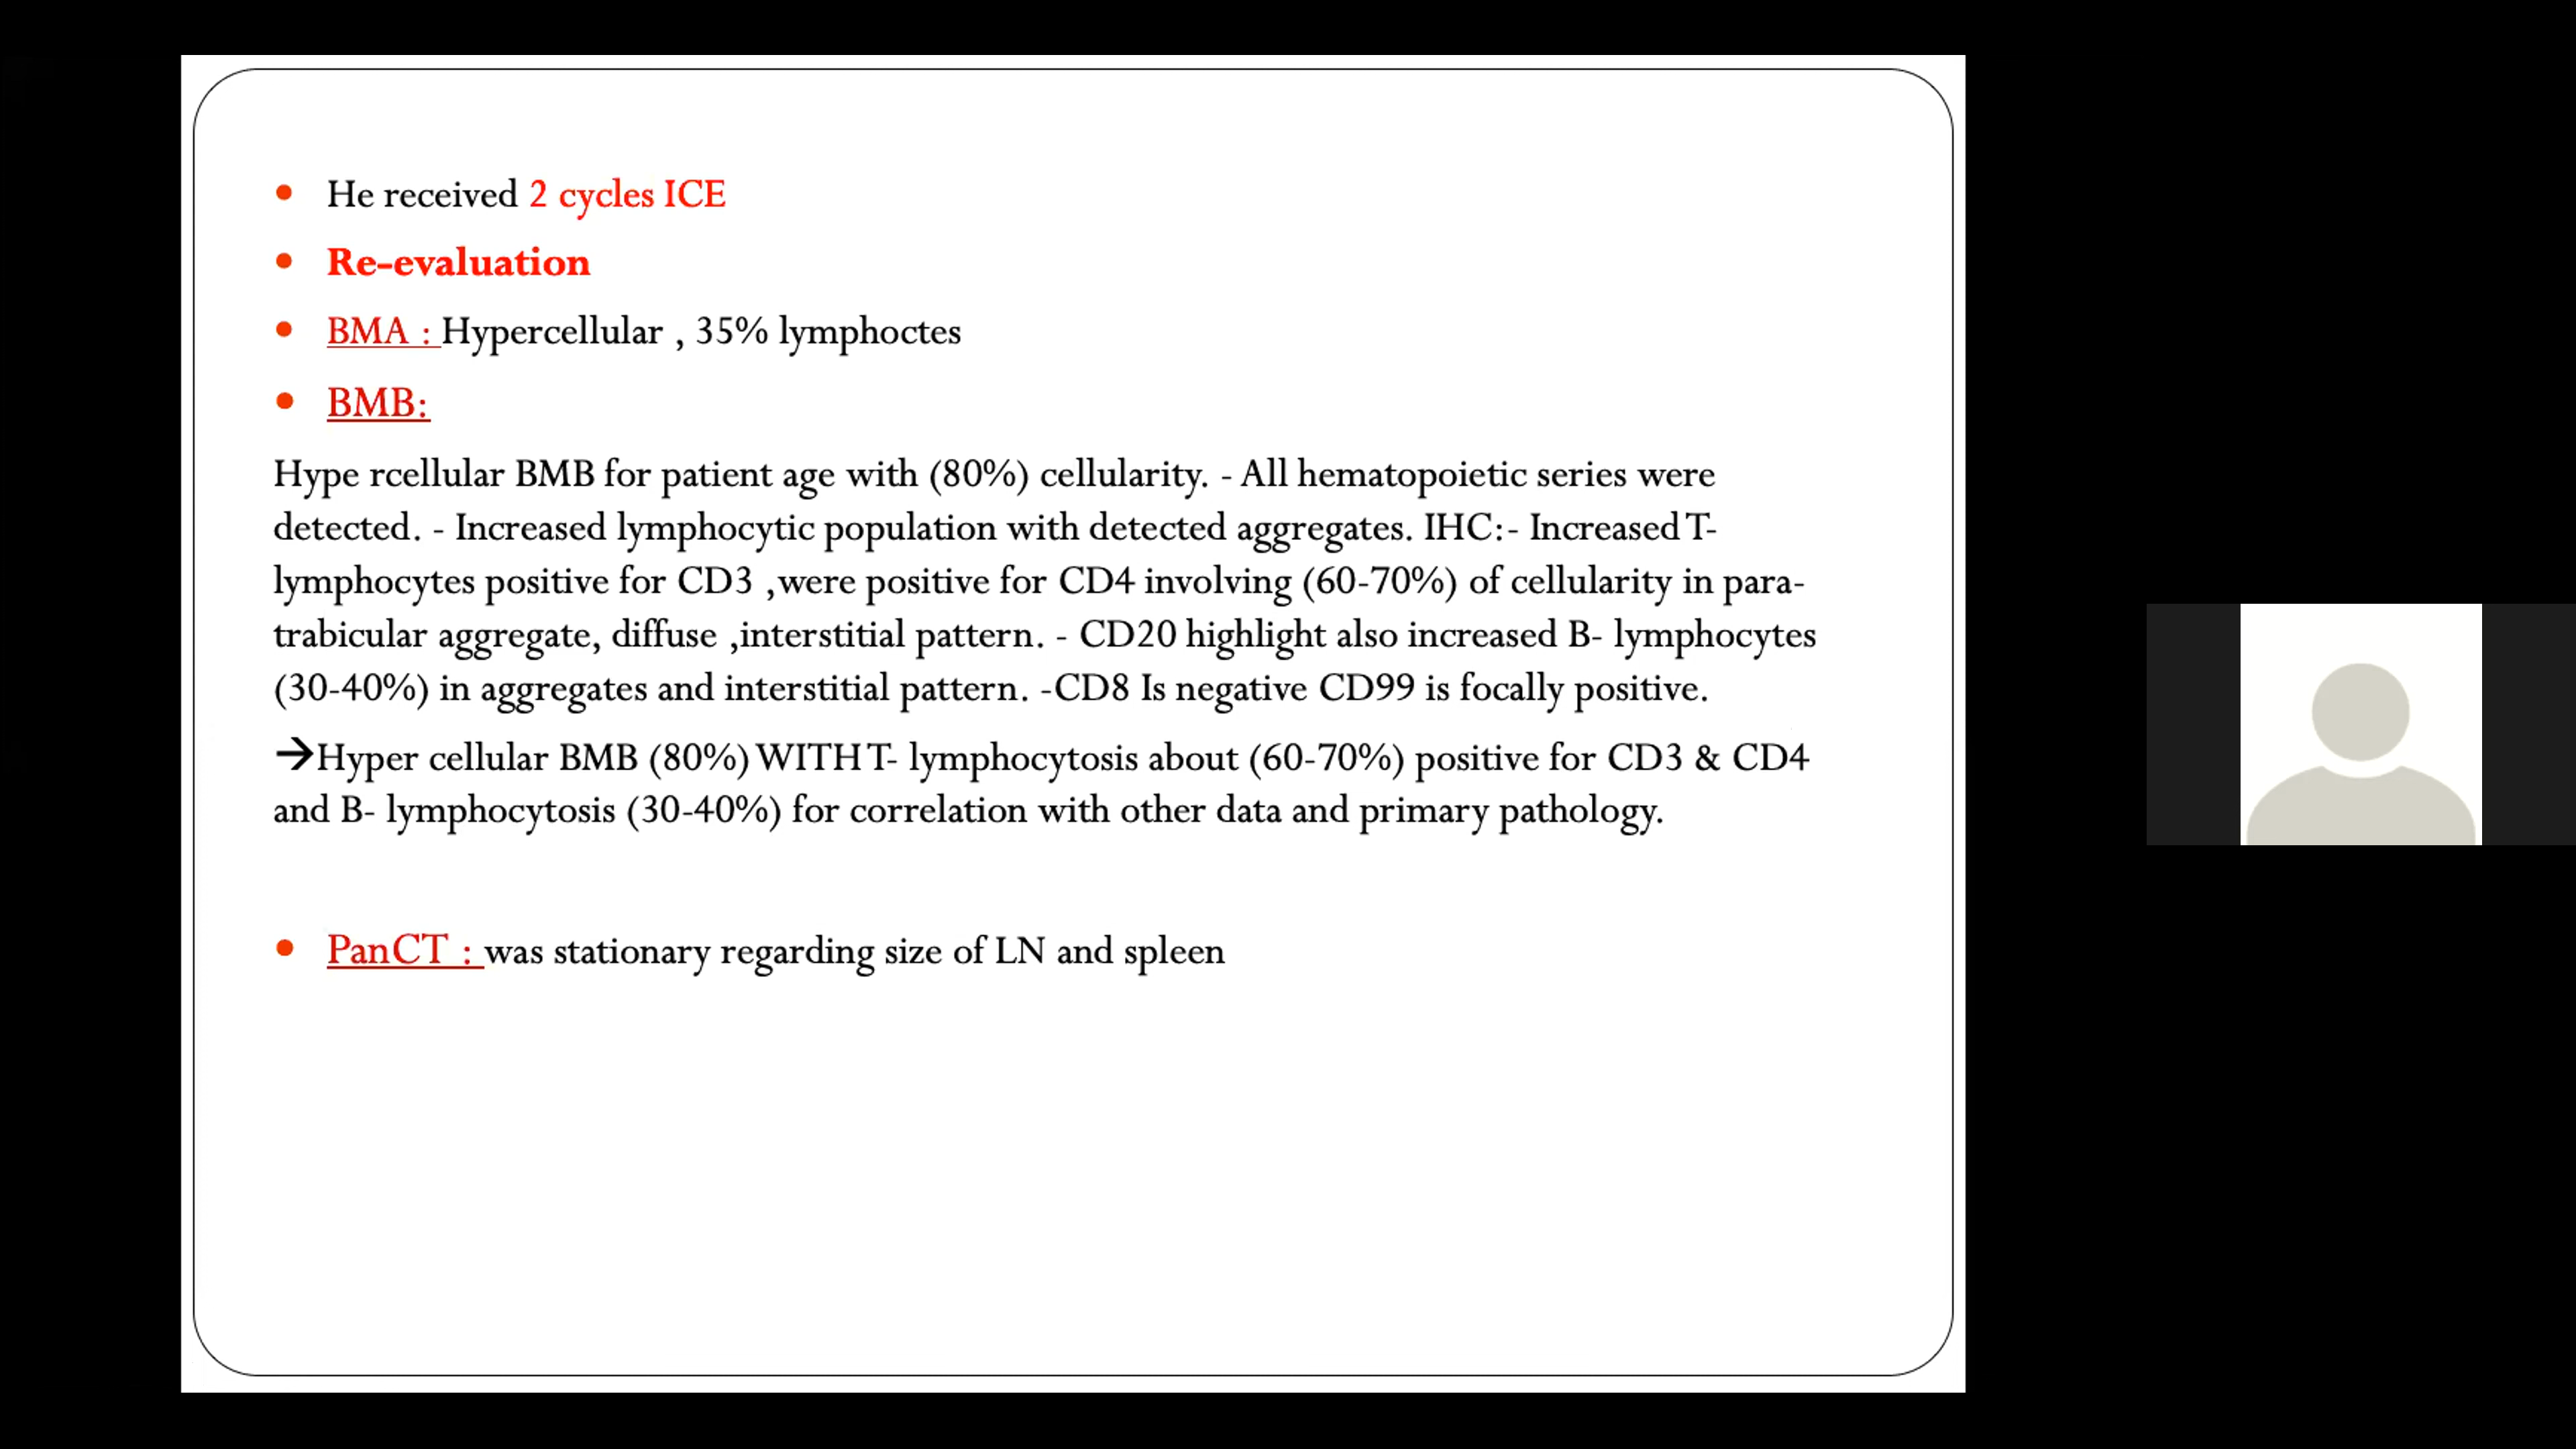 He received 2 cycles ICE
Re-evaluation
BMA : Hypercellular , 35% lymphoctes
BMB:
Hype rcellular BMB for patient age with (80%) cellularity. - All hematopoietic series were
detected. - Increased lymphocytic population with detected aggregates. IHC:- Increased T-
lymphocytes positive for CD3 ,were positive for CD4 involving (60-70%) of cellularity in para-
trabicular aggregate, diffuse ,interstitial pattern. - CD20 highlight also increased B- lymphocytes
(30-40%) in aggregates and interstitial pattern. -CD8 Is negative CD99 is focally positive.
→Hyper cellular BMB (80%) WITH T- lymphocytosis about (60-70%) positive for CD3 & CD4
and B- lymphocytosis (30-40%) for correlation with other data and primary pathology.
PanCT : was stationary regarding size of LN and spleen